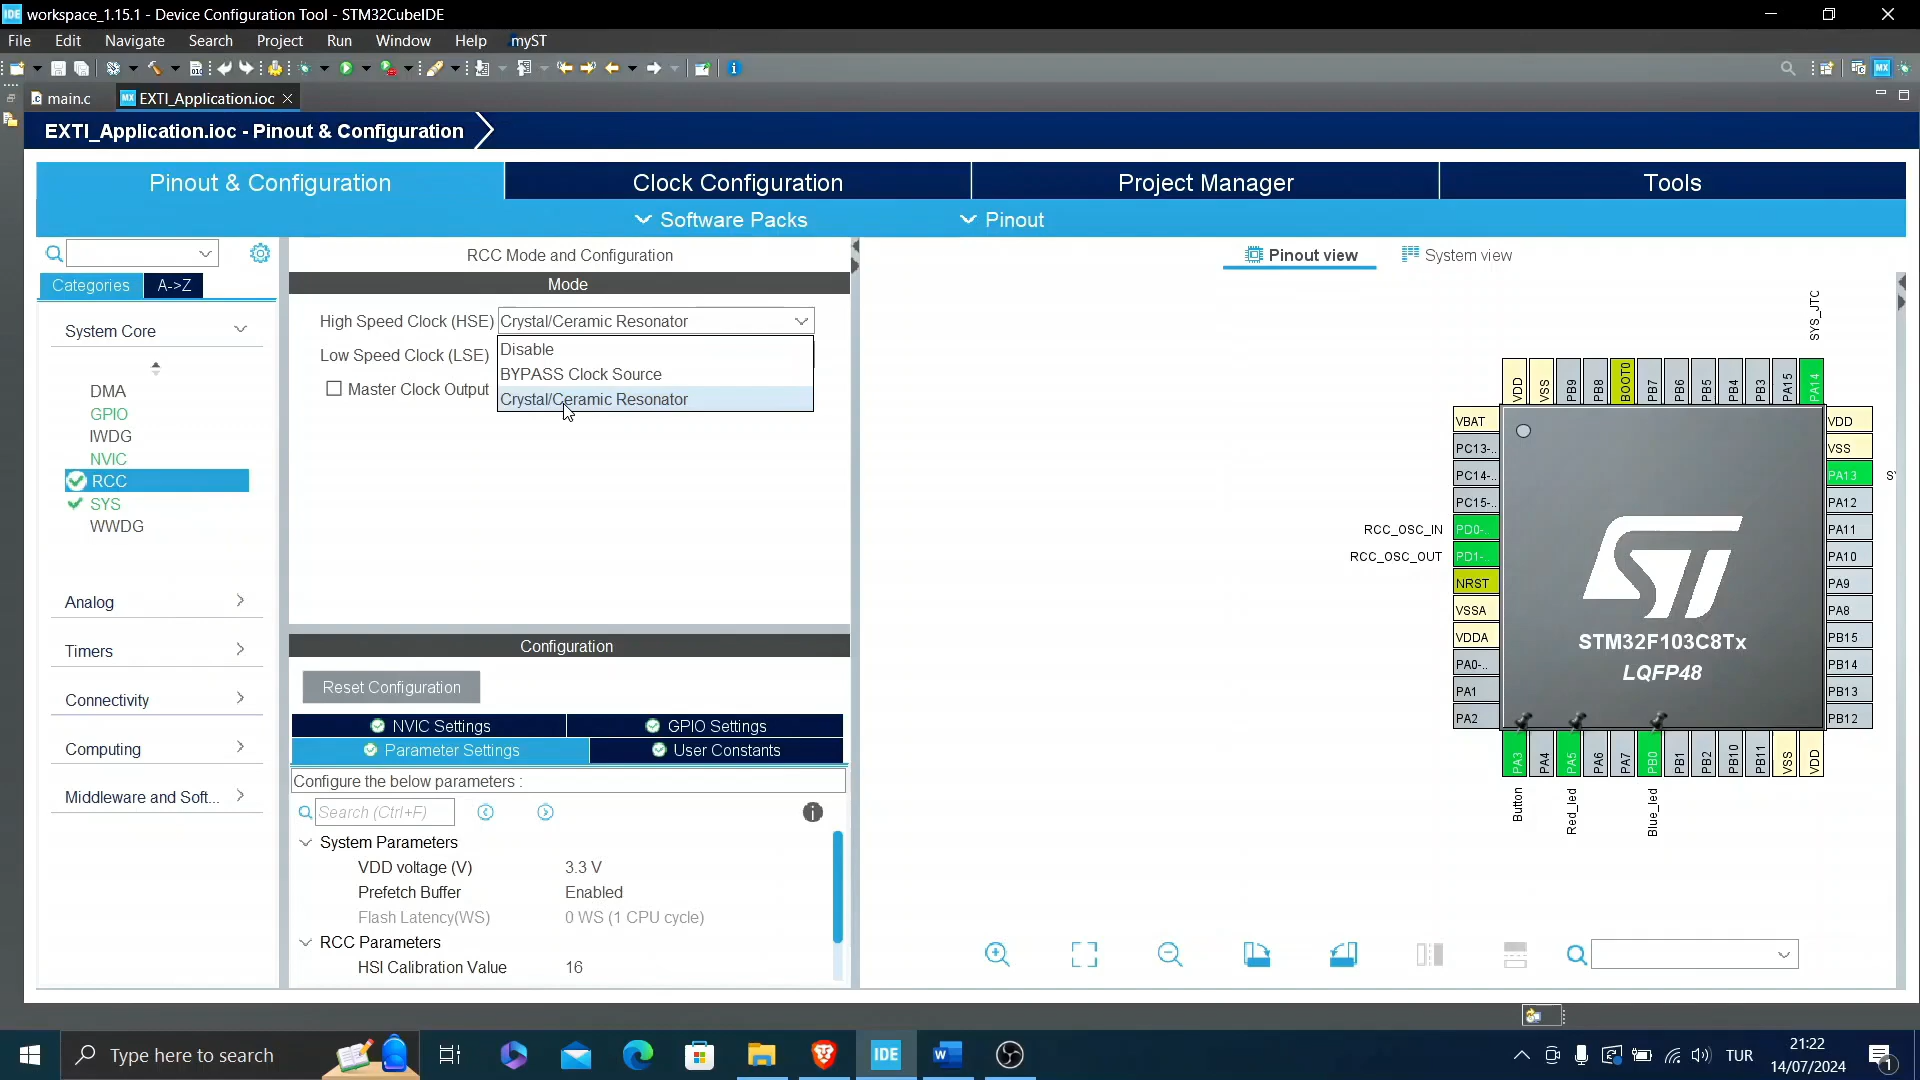 workspace_1.15.1 - Device Configuration Tool - STM32CubeIDE
File Edit Navigate Search Project Run Window Help myST
main.c EXTI_Application.ioc
EXTI_Application.ioc - Pinout & Configuration
Pinout & Configuration Clock Configuration Project Manager Tools
Software Packs Pinout
RCC Mode and Configuration
Mode
Pinout view System view
Categories A->Z
System Core
DMA
GPIO
IWDG
NVIC
RCC
SYS
WWDG
Analog
Timers
Connectivity
Computing
Middleware and Soft...
High Speed Clock (HSE) Crystal/Ceramic Resonator
Low Speed Clock (LSE)
Master Clock Output
Disable
BYPASS Clock Source
Crystal/Ceramic Resonator
Configuration
Reset Configuration
NVIC Settings GPIO Settings
Parameter Settings User Constants
Configure the below parameters :
Search (Ctrl+F)
System Parameters
VDD voltage (V) 3.3 V
Prefetch Buffer Enabled
Flash Latency(WS) 0 WS (1 CPU cycle)
RCC Parameters
HSI Calibration Value 16
SYS_JTC
VDD VSS PB9 PB8 BOOT0 PB7 PB6 PB5 PB4 PB3 PA15 PA14
VBAT
PC13-..
PC14-..
PC15-..
RCC_OSC_IN PD0-..
RCC_OSC_OUT PD1-..
NRST
VSSA
VDDA
PA0-..
PA1
PA2
VDD
VSS
PA13 S
PA12
PA11
PA10
PA9
PA8
PB15
PB14
PB13
PB12
STM32F103C8Tx
LQFP48
PA3 PA4 PA5 PA6 PA7 PB0 PB1 PB2 PB10 PB11 VSS VDD
Button Red_led Blue_led
Type here to search
IDE
TUR
21:22
14/07/2024
1